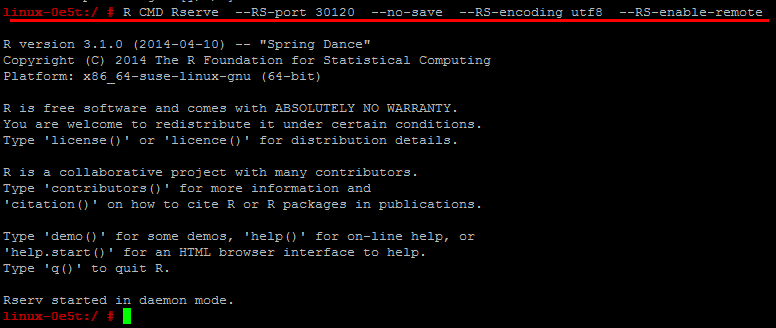 linux-0e5t:/ # R CMD Rserve --RS-port 30120 --no-save --RS-encoding utf8 --RS-enable-remote
R version 3.1.0 (2014-04-10) -- "Spring Dance"
Copyright (C) 2014 The R Foundation for Statistical Computing
Platform: x86_64-suse-linux-gnu (64-bit)
R is free software and comes with ABSOLUTELY NO WARRANTY.
You are welcome to redistribute it under certain conditions.
Type 'license()' or 'licence()' for distribution details.
R is a collaborative project with many contributors.
Type 'contributors()' for more information and
'citation()' on how to cite R or R packages in publications.
Type 'demo()' for some demos, 'help()' for on-line help, or
'help.start()' for an HTML browser interface to help.
Type 'q()' to quit R.
Rserv started in daemon mode.
linux-0e5t:/ #